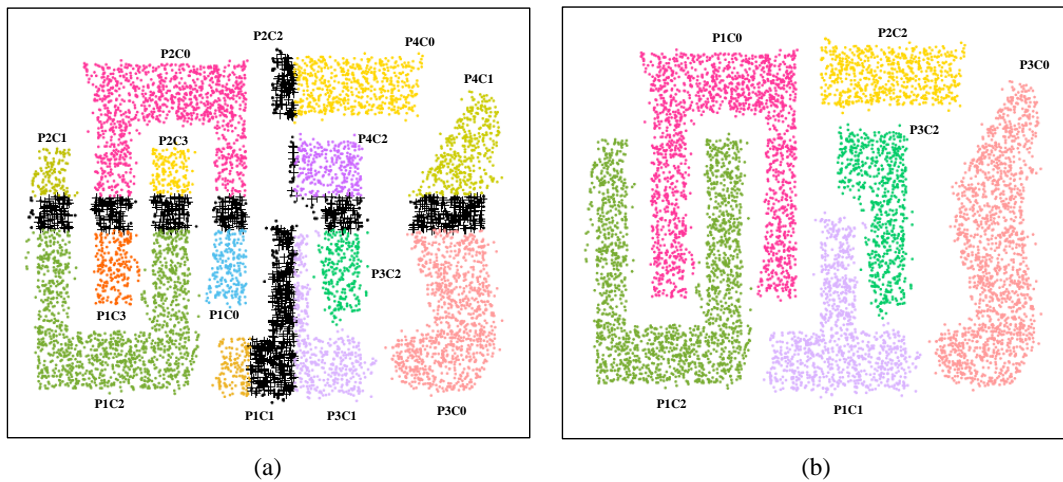 P2C2
P2C0
P4C0
P4C1
P2C1
P2C3
P4C2
P3C2
P1C3
P1C0
P1C2
P1C1
P3C1
P3C0
(a)
P1C0
P2C2
P3C0
P3C2
P1C2
P1C1
(b)